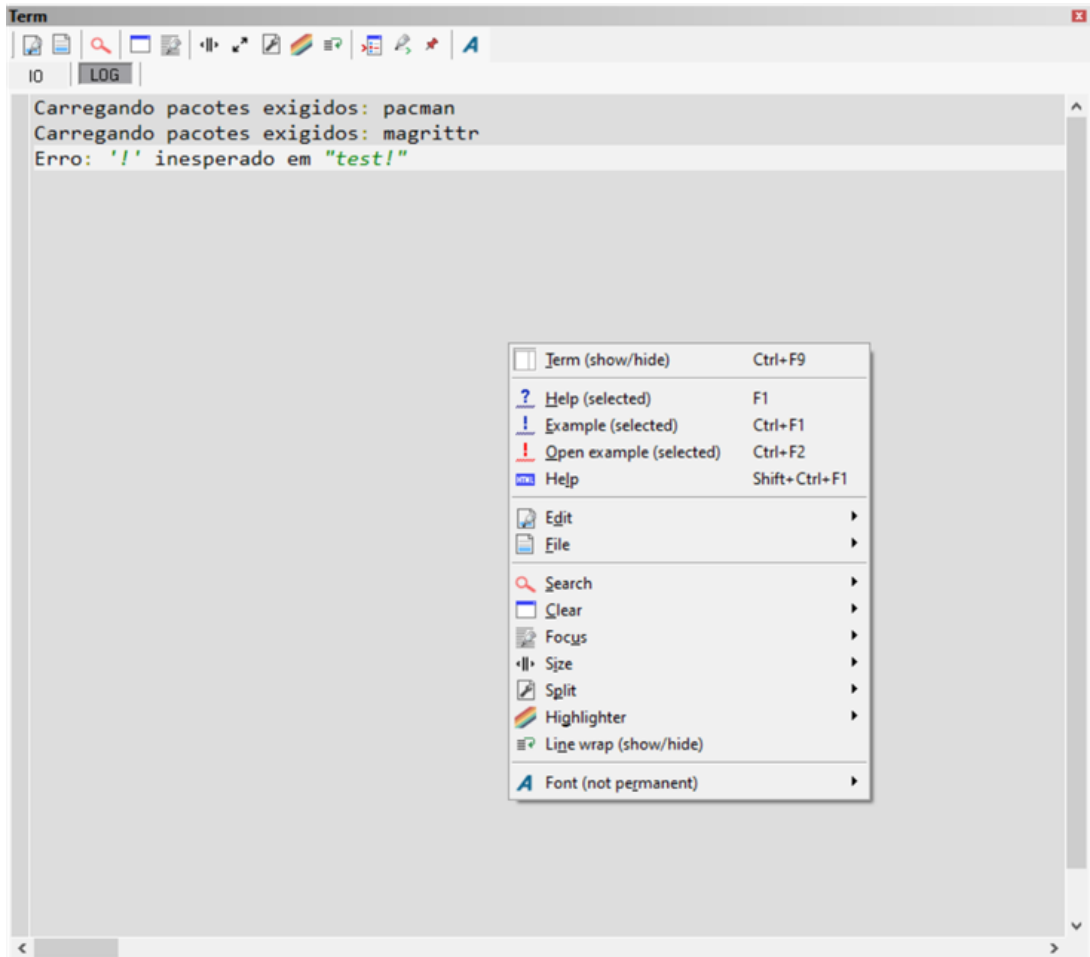 Term
IO LOG
Carregando pacotes exigidos: pacman
Carregando pacotes exigidos: magrittr
Erro: '!' inesperado em "test!"
Term (show/hide) Ctrl+F9
Help (selected) F1
Example (selected) Ctrl+F1
Open example (selected) Ctrl+F2
Help Shift+Ctrl+F1
Edit
File
Search
Clear
Focus
Size
Split
Highlighter
Line wrap (show/hide)
Font (not permanent)